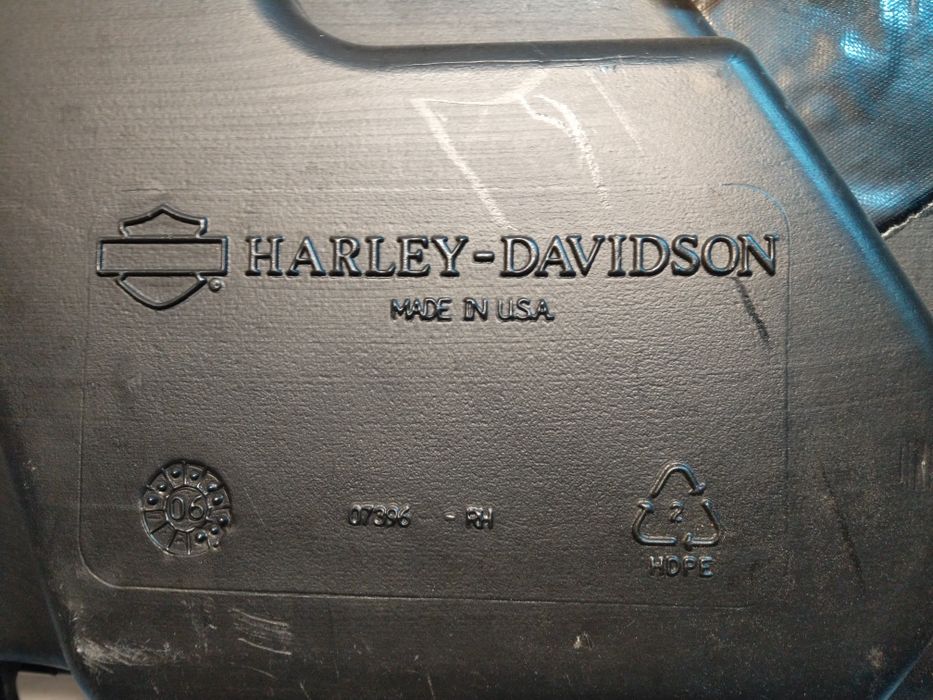 HARLEY-DAVIDSON
MADE IN U.S.A.
06
07396 - RH
2
HDPE